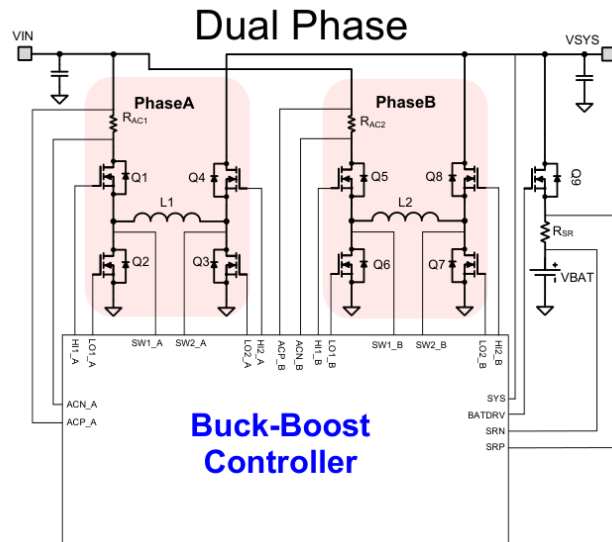 Dual Phase
VIN
VSYS
PhaseA
PhaseB
RAC1
RAC2
Q1
Q4
Q5
Q8
Q9
L1
L2
RSR
Q2
Q3
Q6
Q7
VBAT
HI1_A
LO1_A
SW1_A
SW2_A
LO2_A
HI2_A
ACP_B
ACN_B
HI1_B
LO1_B
SW1_B
SW2_B
LO2_B
HI2_B
ACN_A
ACP_A
SYS
BATDRV
SRN
SRP
Buck-Boost
Controller